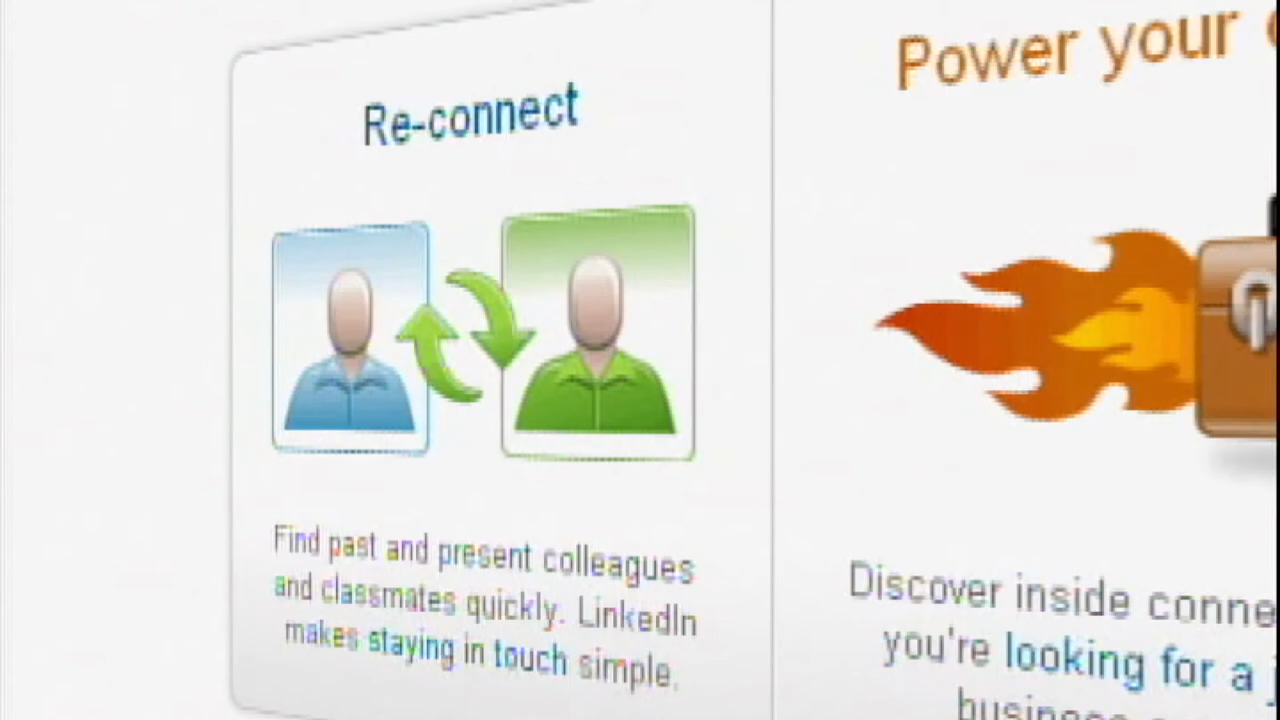 Re-connect
Find past and present colleagues
and classmates quickly. LinkedIn
makes staying in touch simple.
Power your
Discover inside
you're looking for a
business